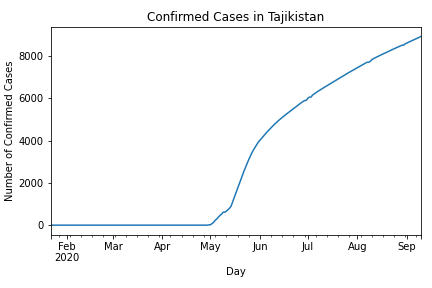 Confirmed Cases in Tajikistan
Number of Confirmed Cases
8000
6000
4000
2000
0
Feb Mar Apr May Jun Jul Aug Sep
2020
Day